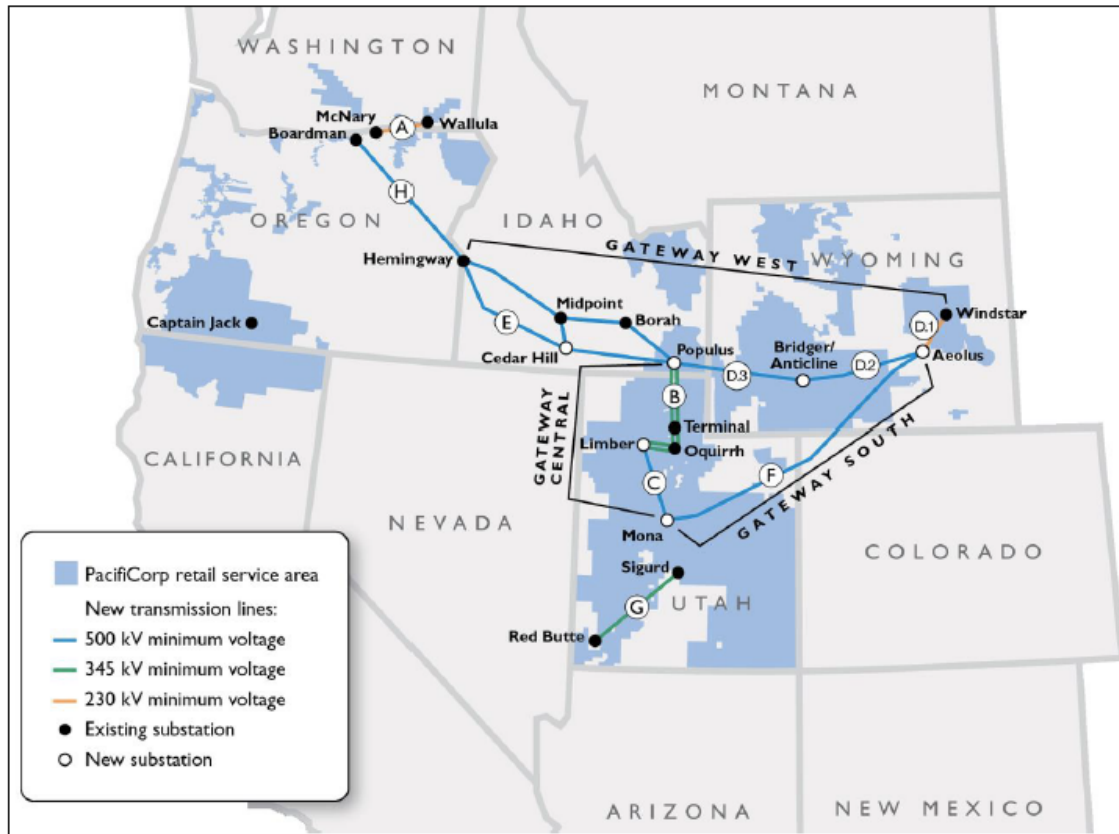 WASHINGTON
MONTANA
McNary
A
Wallula
Boardman
H
OREGON
IDAHO
GATEWAY WEST
WYOMING
Hemingway
Midpoint
Borah
Windstar
D.1
Captain Jack
E
Cedar Hill
Populus
Bridger/
Anticline
D.2
Aeolus
D.3
B
GATEWAY
CENTRAL
Terminal
Limber
Oquirrh
GATEWAY SOUTH
CALIFORNIA
C
F
NEVADA
Mona
COLORADO
Sigurd
UTAH
G
Red Butte
PacifiCorp retail service area
New transmission lines:
500 kV minimum voltage
345 kV minimum voltage
230 kV minimum voltage
Existing substation
New substation
ARIZONA
NEW MEXICO